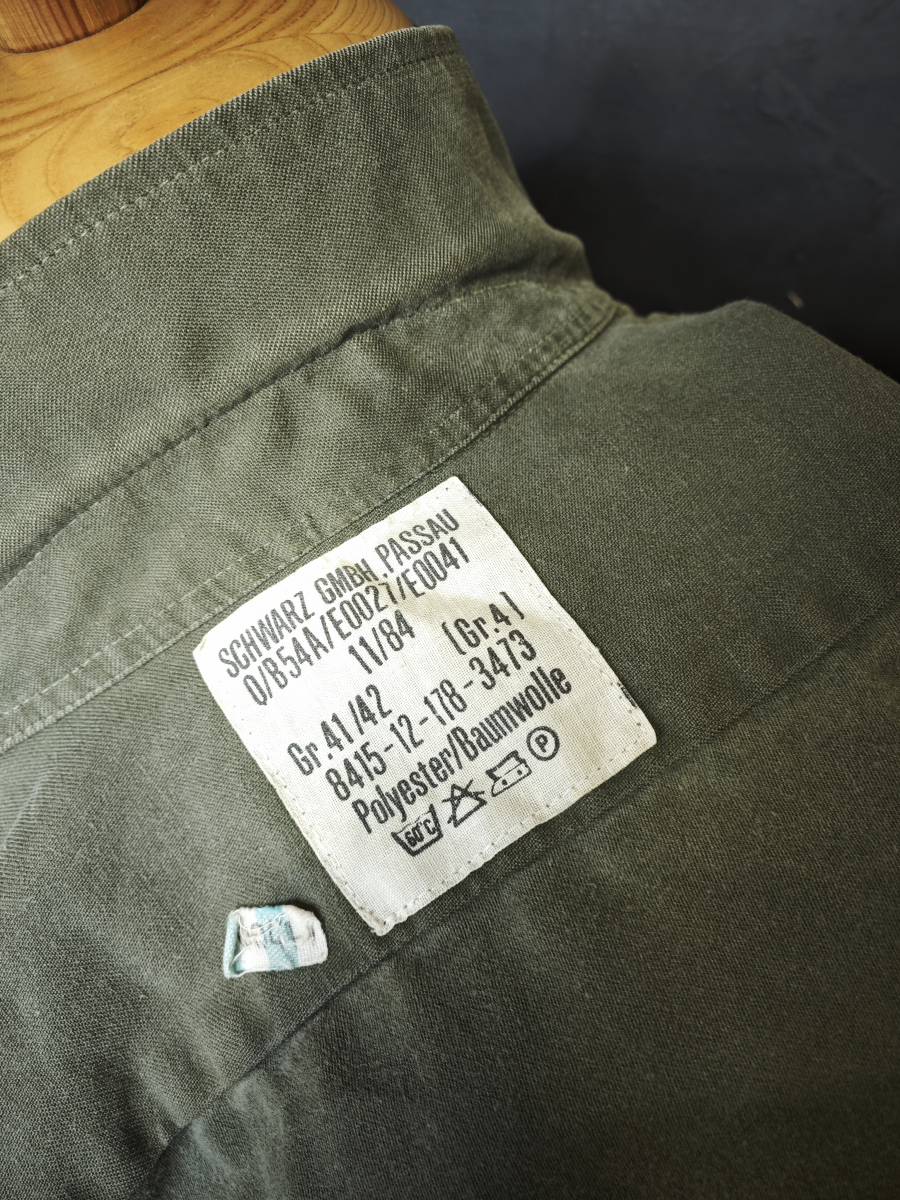 SCHWARZ GMBH PASSAU
0/B54A/E0027/E0041
11/84
Gr.41/42 (Gr.4)
8415-12-178-3473
Polyester/Baumwolle
60°C P